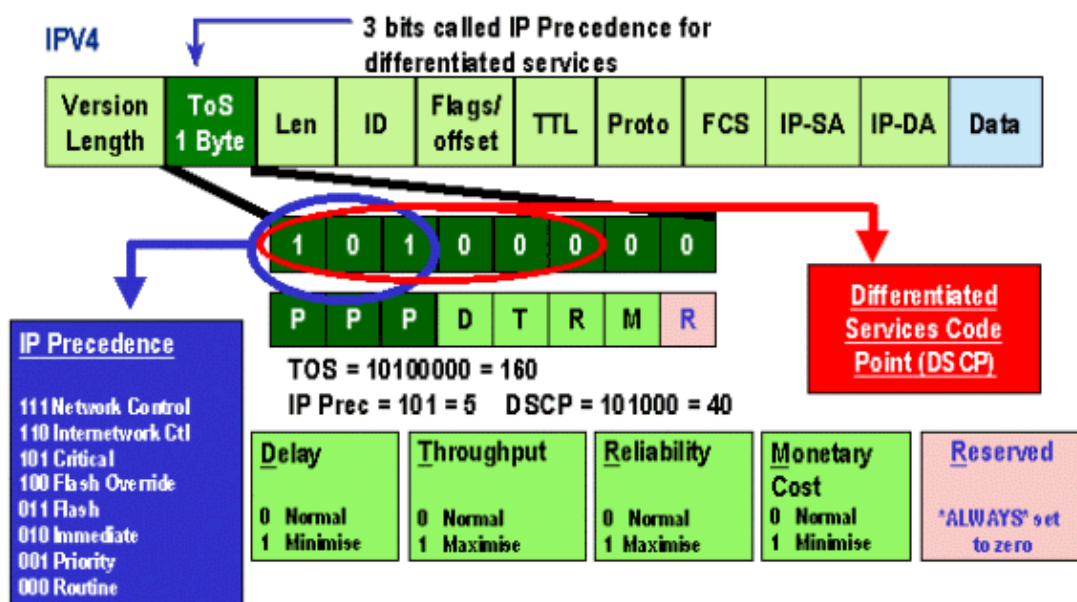 IPV4
3 bits called IP Precedence for
differentiated services
Version
Length
ToS
1 Byte
Len
ID
Flags/
offset
TTL
Proto
FCS
IP-SA
IP-DA
Data
1 0 1 0 0 0 0 0
P P P D T R M R
TOS = 10100000 = 160
IP Prec = 101 = 5 DSCP = 101000 = 40
IP Precedence
111 Network Control
110 Internetwork Ctl
101 Critical
100 Flash Override
011 Flash
010 Immediate
001 Priority
000 Routine
Differentiated
Services Code
Point (DSCP)
Delay
0 Normal
1 Minimise
Throughput
0 Normal
1 Maximise
Reliability
0 Normal
1 Maximise
Monetary
Cost
0 Normal
1 Minimise
Reserved
"ALWAYS" set
to zero